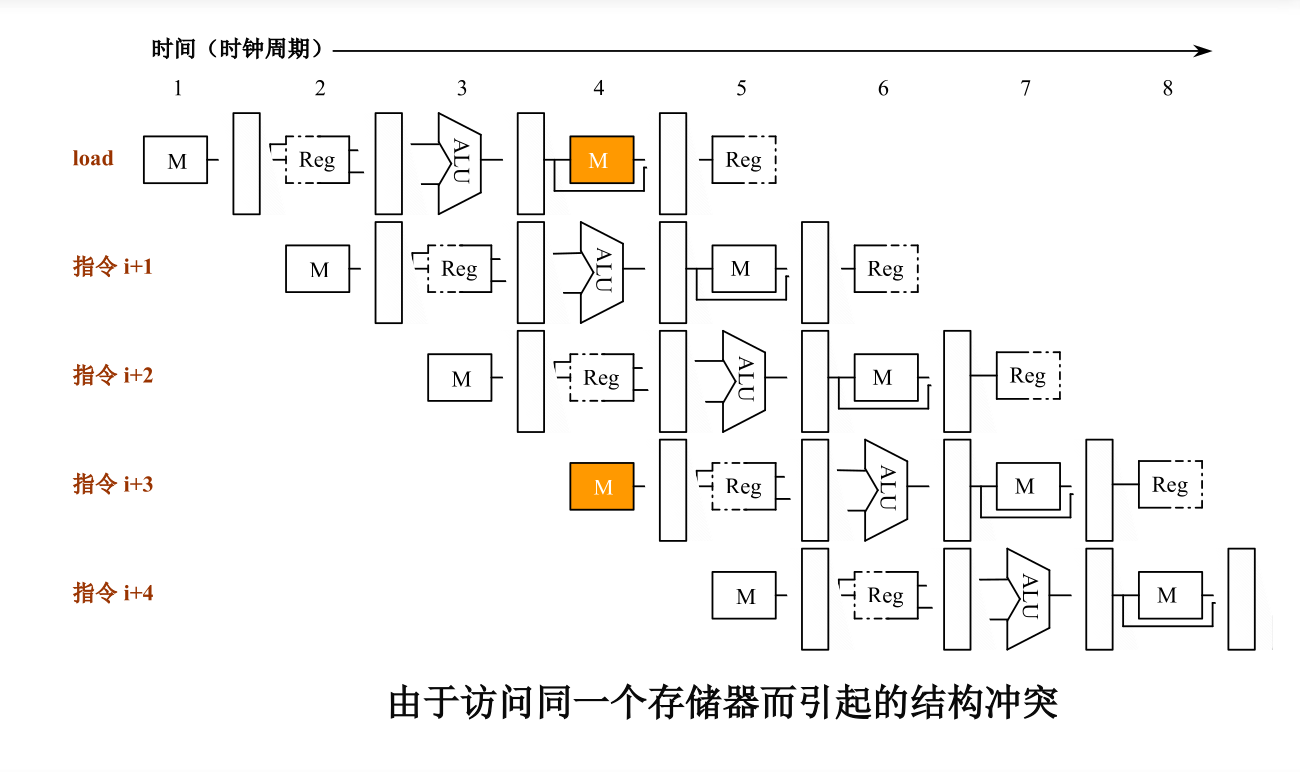 时间（时钟周期）
1 2 3 4 5 6 7 8
load M Reg ALU M Reg
指令 i+1 M Reg ALU M Reg
指令 i+2 M Reg ALU M Reg
指令 i+3 M Reg ALU M Reg
指令 i+4 M Reg ALU M
由于访问同一个存储器而引起的结构冲突